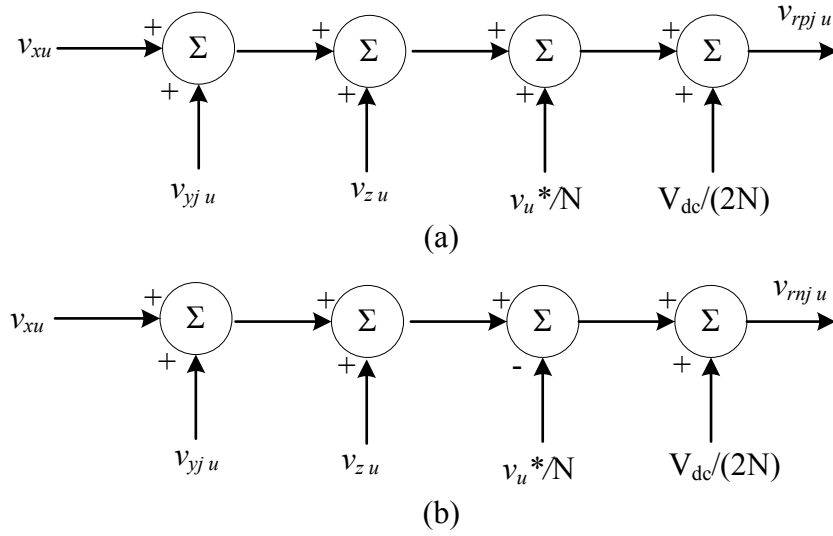 v_rpj u
+ + + +
v_xu Σ Σ Σ Σ
+ + + +
v_yj u v_z u v_u*/N V_dc/(2N)
(a)
v_rnj u
+ + + +
v_xu Σ Σ Σ Σ
+ + - +
v_yj u v_z u v_u*/N V_dc/(2N)
(b)